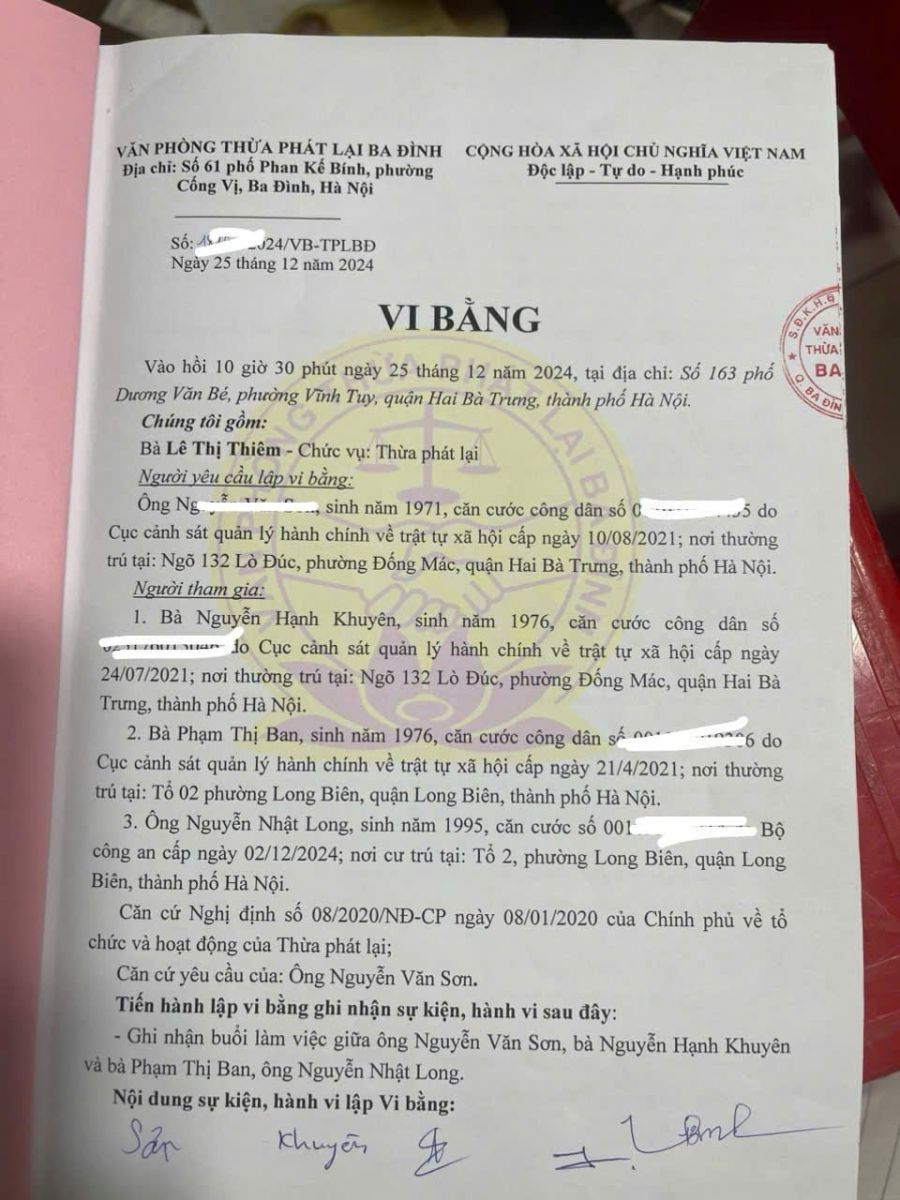 VĂN PHÒNG THỪA PHÁT LẠI BA ĐÌNH
Địa chỉ: Số 61 phố Phan Kế Bính, phường
Cống Vị, Ba Đình, Hà Nội
CỘNG HÒA XÃ HỘI CHỦ NGHĨA VIỆT NAM
Độc lập - Tự do - Hạnh phúc
Số: 2024/VB-TPLBĐ
Ngày 25 tháng 12 năm 2024
VI BẰNG
S.Đ.K.H.Đ
VĂN
THỪA
BA
Q. BA ĐÌN
Vào hồi 10 giờ 30 phút ngày 25 tháng 12 năm 2024, tại địa chỉ: Số 163 phố
Dương Văn Bé, phường Vĩnh Tuy, quận Hai Bà Trưng, thành phố Hà Nội.
Chúng tôi gồm:
Bà Lê Thị Thiêm - Chức vụ: Thừa phát lại
Người yêu cầu lập vi bằng:
Ông , sinh năm 1971, căn cước công dân số do
Cục cảnh sát quản lý hành chính về trật tự xã hội cấp ngày 10/08/2021; nơi thường
trú tại: Ngõ 132 Lò Đúc, phường Đống Mác, quận Hai Bà Trưng, thành phố Hà Nội.
Người tham gia:
1. Bà Nguyễn Hạnh Khuyên, sinh năm 1976, căn cước công dân số
do Cục cảnh sát quản lý hành chính về trật tự xã hội cấp ngày
24/07/2021; nơi thường trú tại: Ngõ 132 Lò Đúc, phường Đống Mác, quận Hai Bà
Trưng, thành phố Hà Nội.
2. Bà Phạm Thị Ban, sinh năm 1976, căn cước công dân số do
Cục cảnh sát quản lý hành chính về trật tự xã hội cấp ngày 21/4/2021; nơi thường
trú tại: Tổ 02 phường Long Biên, quận Long Biên, thành phố Hà Nội.
3. Ông Nguyễn Nhật Long, sinh năm 1995, căn cước số 001 Bộ
công an cấp ngày 02/12/2024; nơi cư trú tại: Tổ 2, phường Long Biên, quận Long
Biên, thành phố Hà Nội.
Căn cứ Nghị định số 08/2020/NĐ-CP ngày 08/01/2020 của Chính phủ về tổ
chức và hoạt động của Thừa phát lại;
Căn cứ yêu cầu của: Ông Nguyễn Văn Sơn.
Tiến hành lập vi bằng ghi nhận sự kiện, hành vi sau đây:
- Ghi nhận buổi làm việc giữa ông Nguyễn Văn Sơn, bà Nguyễn Hạnh Khuyên
và bà Phạm Thị Ban, ông Nguyễn Nhật Long.
Nội dung sự kiện, hành vi lập Vi bằng:
Khuyên